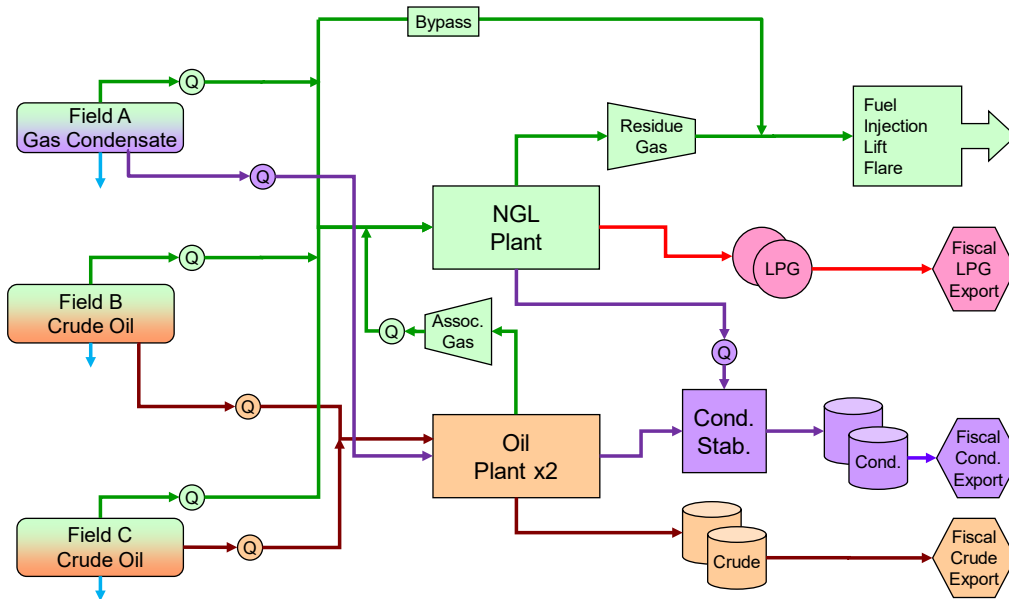 Bypass
Q
Field A
Gas Condensate
Residue
Gas
Fuel
Injection
Lift
Flare
Q
NGL
Plant
Q
Field B
Crude Oil
LPG
Fiscal
LPG
Export
Assoc.
Gas
Q
Q
Q
Oil
Plant x2
Cond.
Stab.
Cond.
Fiscal
Cond.
Export
Q
Field C
Crude Oil
Q
Crude
Fiscal
Crude
Export